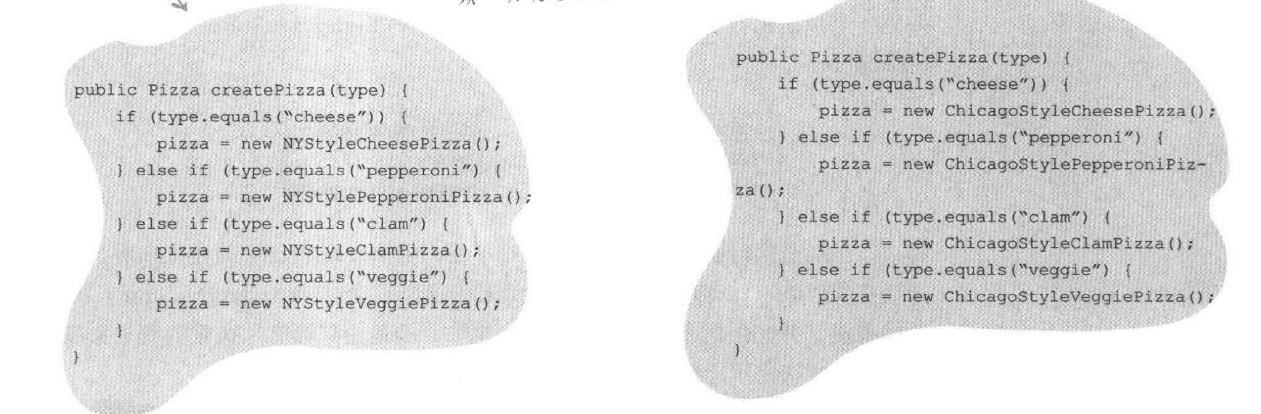 public Pizza createPizza(type) {
    if (type.equals("cheese")) {
        pizza = new NYStyleCheesePizza();
    } else if (type.equals("pepperoni") {
        pizza = new NYStylePepperoniPizza();
    } else if (type.equals("clam") {
        pizza = new NYStyleClamPizza();
    } else if (type.equals("veggie") {
        pizza = new NYStyleVeggiePizza();
    }
}
public Pizza createPizza(type) {
    if (type.equals("cheese")) {
        pizza = new ChicagoStyleCheesePizza();
    } else if (type.equals("pepperoni") {
        pizza = new ChicagoStylePepperoniPiz-
za();
    } else if (type.equals("clam") {
        pizza = new ChicagoStyleClamPizza();
    } else if (type.equals("veggie") {
        pizza = new ChicagoStyleVeggiePizza();
    }
}